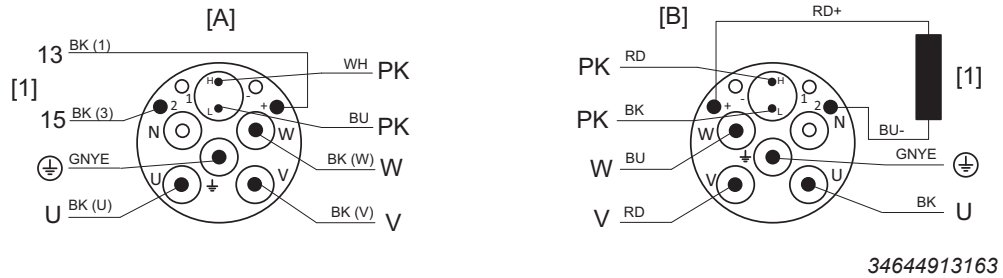 [A]
[B]
RD+
13 BK (1)
WH PK
RD PK
[1]
[1]
H
H
2 1 - +
+ - 1 2
L
L
15 BK (3)
BU PK
BK PK
N W
W N
BU-
GNYE
BK (W) W
BU W
GNYE
U V
V U
BK (U) U
BK (V) V
RD V
BK U
34644913163